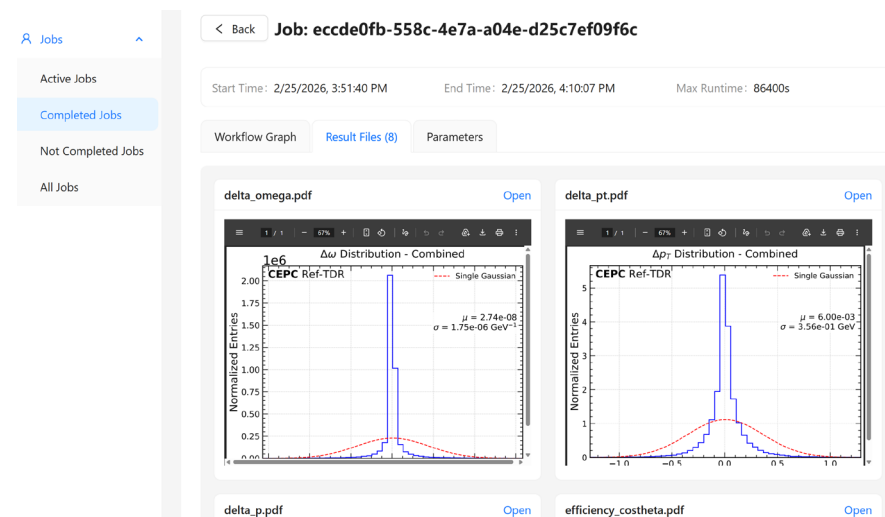 Jobs
Active Jobs
Completed Jobs
Not Completed Jobs
All Jobs
Back
Job: eccde0fb-558c-4e7a-a04e-d25c7ef09f6c
Start Time: 2/25/2026, 3:51:40 PM
End Time: 2/25/2026, 4:10:07 PM
Max Runtime: 86400s
Workflow Graph
Result Files (8)
Parameters
delta_omega.pdf
Open
1 / 1
67%
Δω Distribution - Combined
1e6
CEPC Ref-TDR
Single Gaussian
μ = 2.74e-08
σ = 1.75e-06 GeV⁻¹
Normalized Entries
2.00
1.75
1.50
1.25
1.00
0.75
0.50
0.25
0.00
delta_pt.pdf
Open
1 / 1
67%
Δp_T Distribution - Combined
CEPC Ref-TDR
Single Gaussian
μ = 6.00e-03
σ = 3.56e-01 GeV
Normalized Entries
5
4
3
2
1
0
−1.0
−0.5
0.0
0.5
1.0
delta_p.pdf
Open
efficiency_costheta.pdf
Open